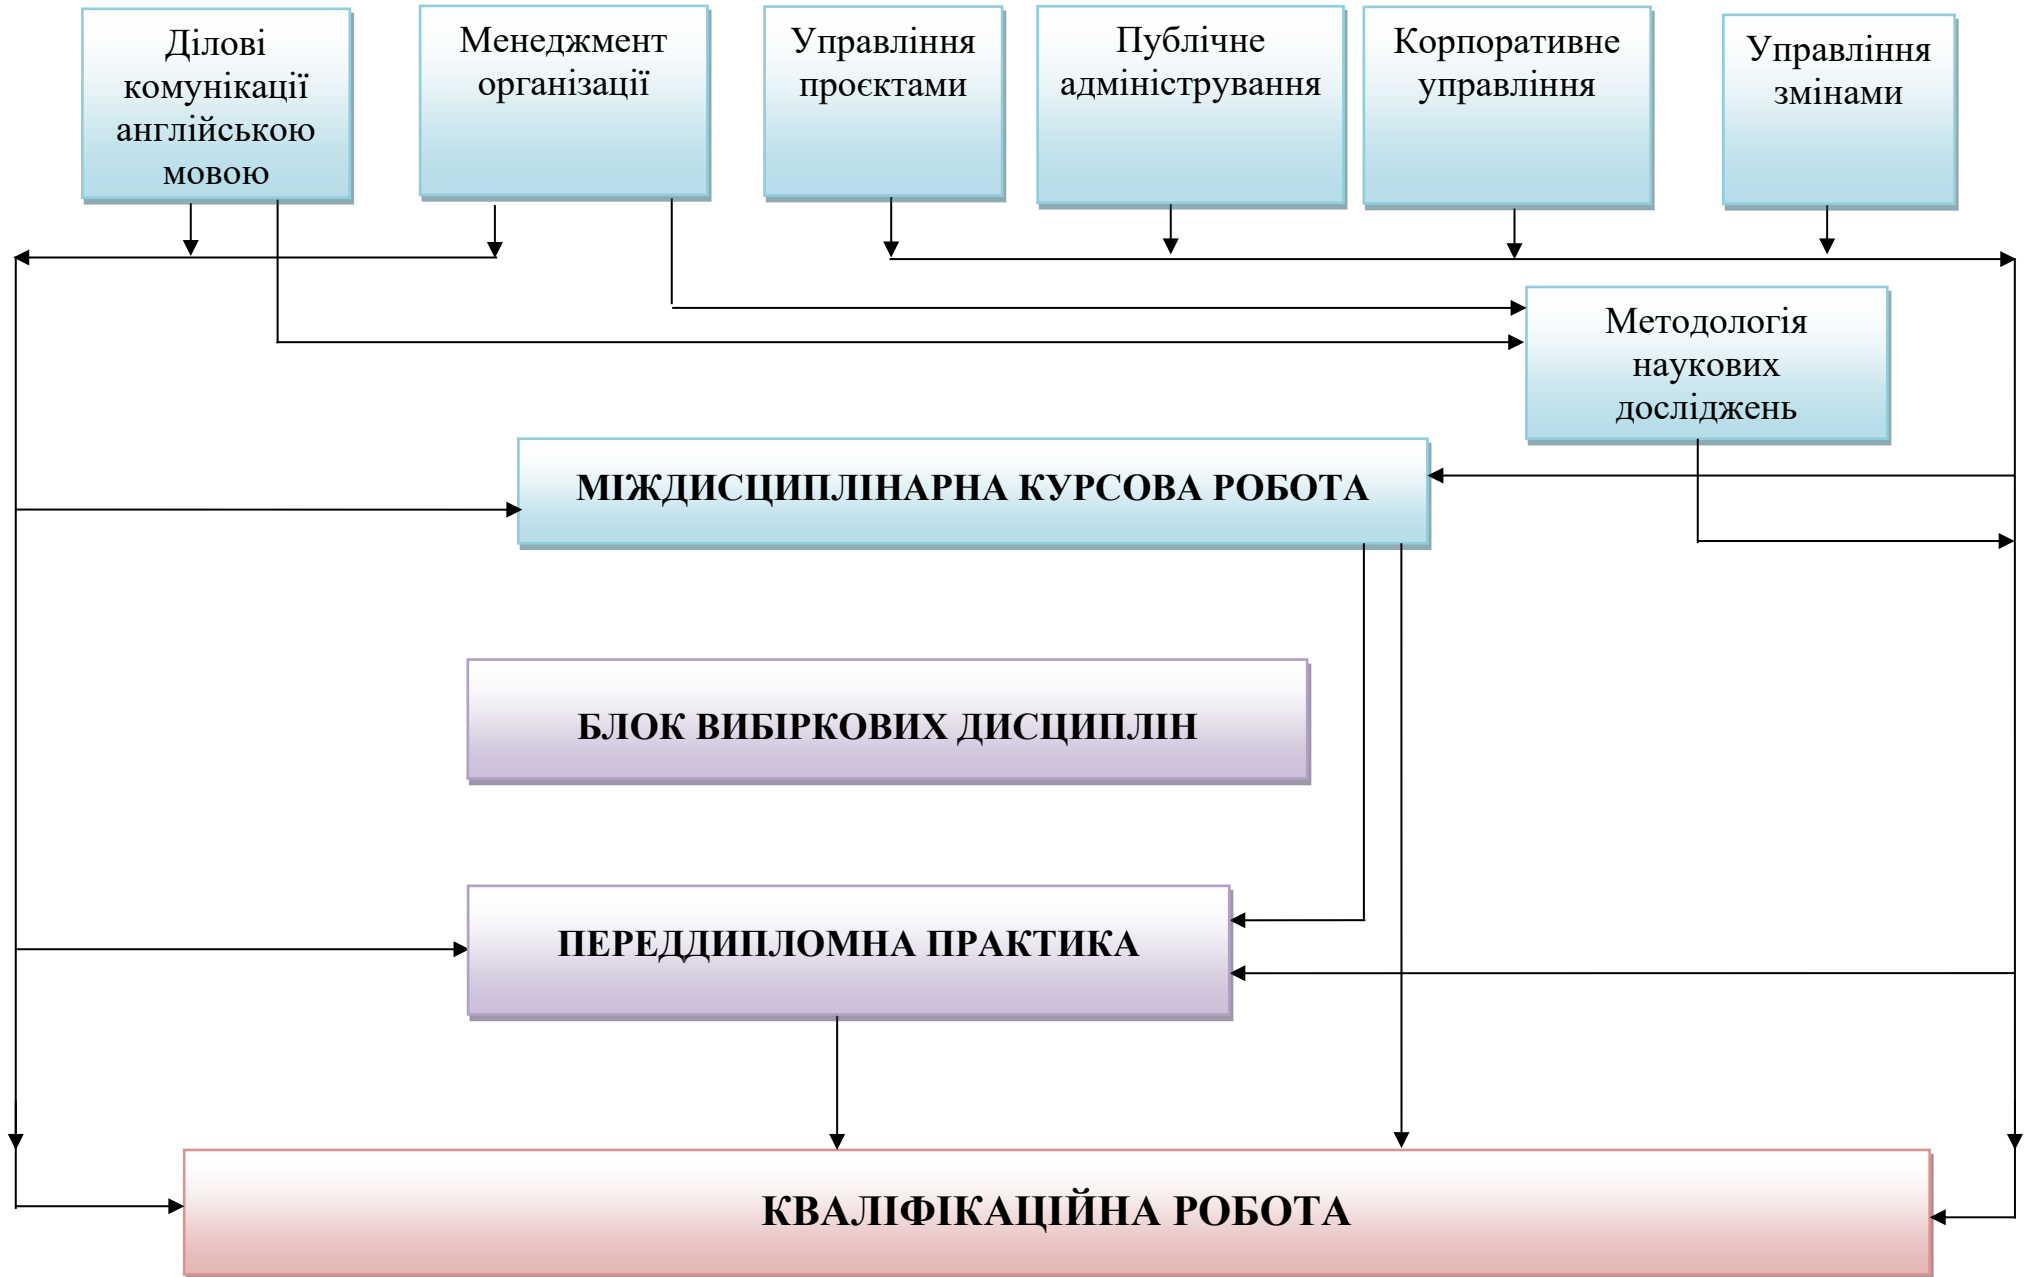 Ділові
комунікації
англійською
мовою
Менеджмент
організації
Управління
проєктами
Публічне
адміністрування
Корпоративне
управління
Управління
змінами
Методологія
наукових
досліджень
МІЖДИСЦИПЛІНАРНА КУРСОВА РОБОТА
БЛОК ВИБІРКОВИХ ДИСЦИПЛІН
ПЕРЕДДИПЛОМНА ПРАКТИКА
КВАЛІФІКАЦІЙНА РОБОТА